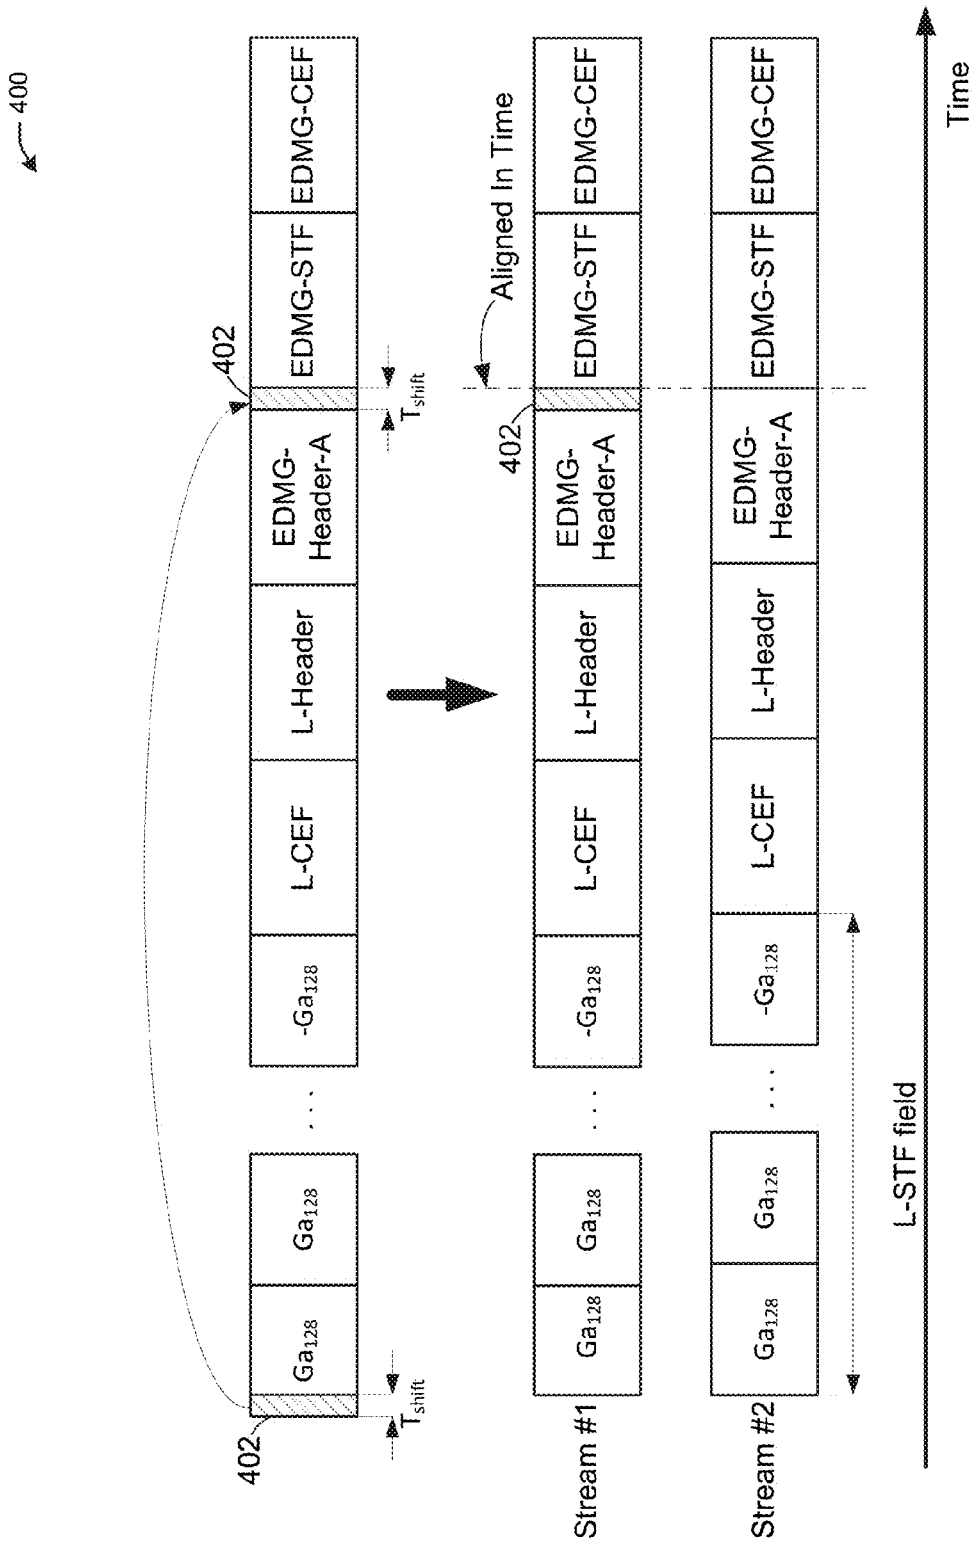 400
402
T shift
Ga128
Ga128
. . .
-Ga128
L-CEF
L-Header
EDMG-
Header-A
402
T shift
EDMG-STF
EDMG-CEF
Aligned In Time
Stream #1
Ga128
Ga128
. . .
-Ga128
L-CEF
L-Header
EDMG-
Header-A
402
EDMG-STF
EDMG-CEF
Stream #2
Ga128
Ga128
. . .
-Ga128
L-CEF
L-Header
EDMG-
Header-A
EDMG-STF
EDMG-CEF
L-STF field
Time